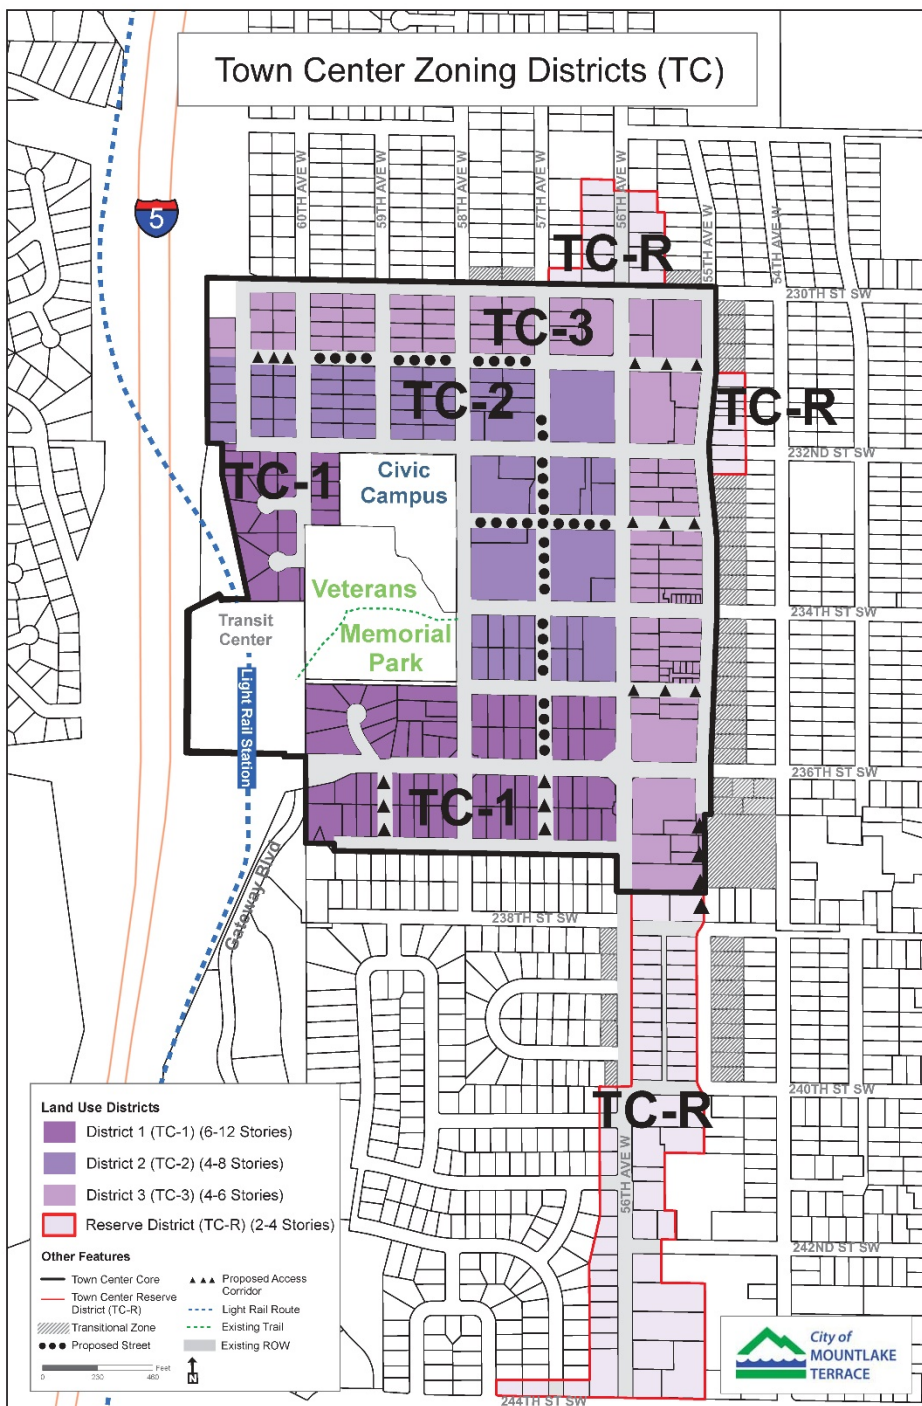 Town Center Zoning Districts (TC)
5
60TH AVE W
59TH AVE W
58TH AVE W
57TH AVE W
56TH AVE W
55TH AVE W
54TH AVE W
TC-R
230TH ST SW
TC-3
TC-2
TC-R
232ND ST SW
TC-1
Civic
Campus
Veterans
Memorial
Park
Transit
Center
234TH ST SW
Light Rail Station
236TH ST SW
TC-1
Gateway Blvd
238TH ST SW
240TH ST SW
TC-R
56TH AVE W
242ND ST SW
244TH ST SW
Land Use Districts
District 1 (TC-1) (6-12 Stories)
District 2 (TC-2) (4-8 Stories)
District 3 (TC-3) (4-6 Stories)
Reserve District (TC-R) (2-4 Stories)
Other Features
Town Center Core
Town Center Reserve
District (TC-R)
Transitional Zone
Proposed Street
Proposed Access
Corridor
Light Rail Route
Existing Trail
Existing ROW
Feet
0 230 460
N
City of
MOUNTLAKE
TERRACE